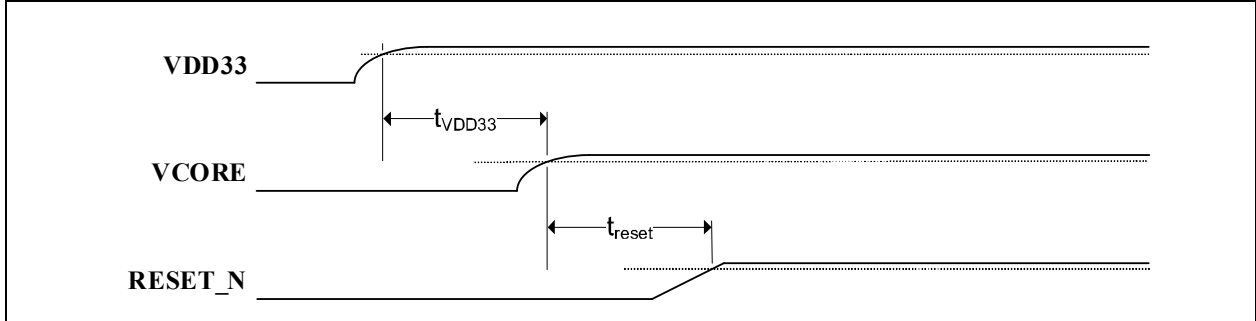 VDD33
tVDD33
VCORE
treset
RESET_N